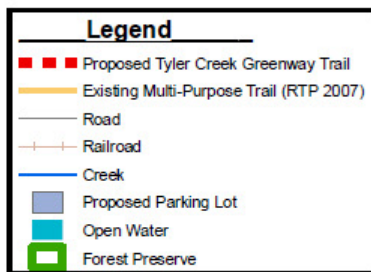 Legend
Proposed Tyler Creek Greenway Trail
Existing Multi-Purpose Trail (RTP 2007)
Road
Railroad
Creek
Proposed Parking Lot
Open Water
Forest Preserve